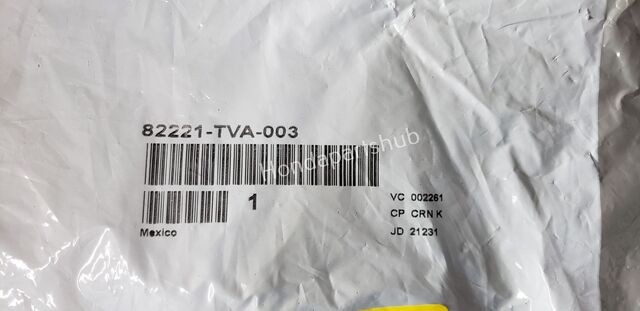 82221-TVA-003
Hondapartshub
1
VC 002261
CP CRN K
Mexico
JD 21231